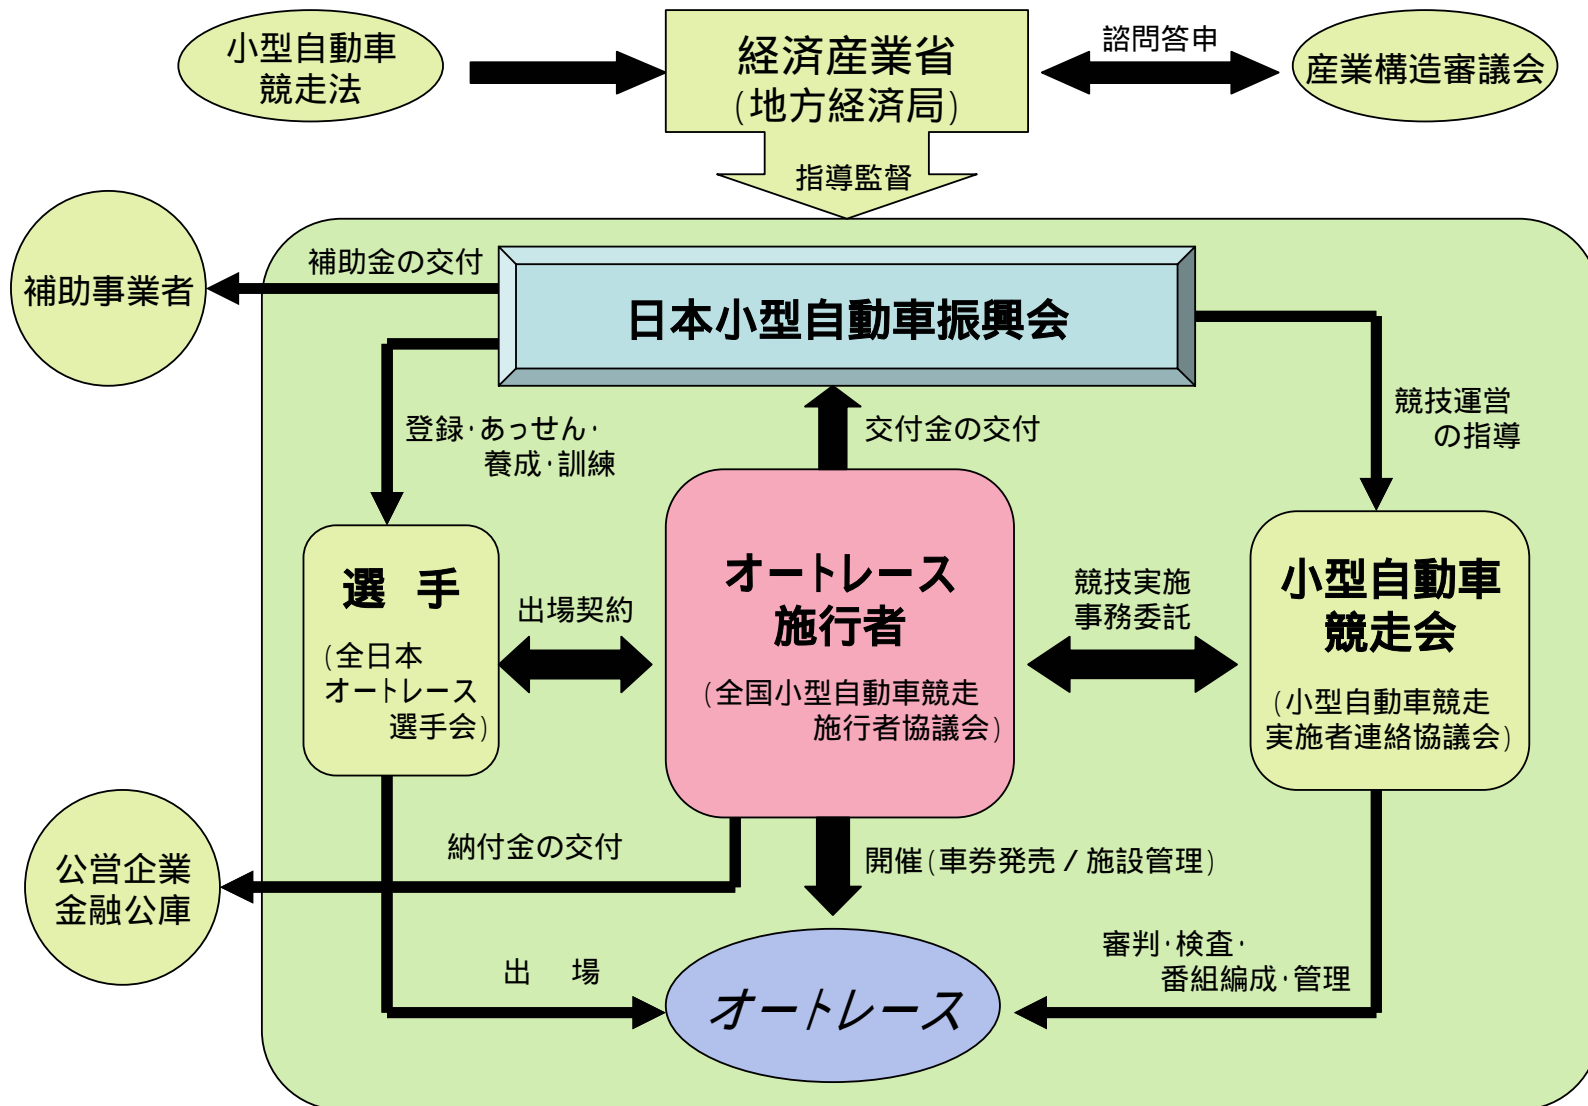 小型自動車
競走法
経済産業省
(地方経済局)
諮問答申
産業構造審議会
指導監督
補助事業者
補助金の交付
日本小型自動車振興会
登録・あっせん・
養成・訓練
交付金の交付
競技運営
の指導
選 手
(全日本
オートレース
選手会)
出場契約
オートレース
施行者
(全国小型自動車競走
施行者協議会)
競技実施
事務委託
小型自動車
競走会
(小型自動車競走
実施者連絡協議会)
公営企業
金融公庫
納付金の交付
開催(車券発売/施設管理)
出 場
オートレース
審判・検査・
番組編成・管理